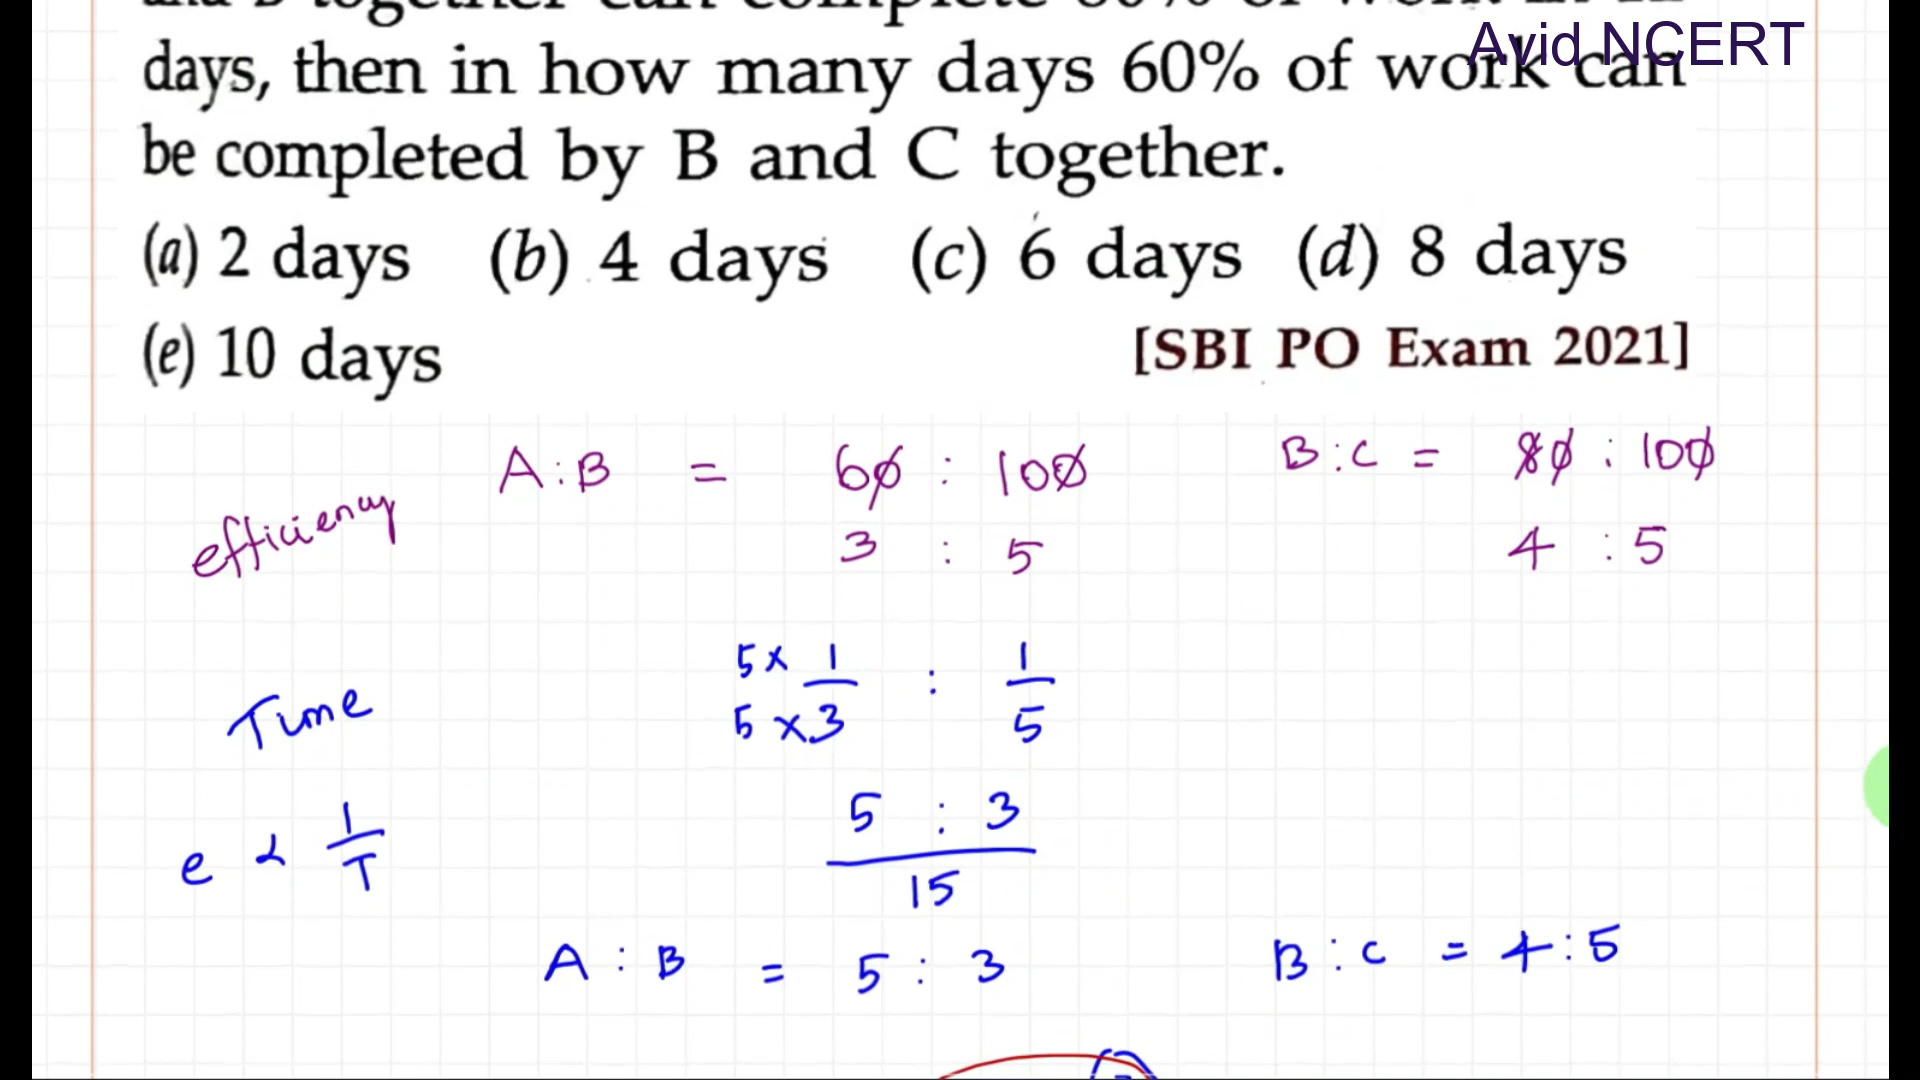 Avid NCERT
days, then in how many days 60% of work can
be completed by B and C together.
(a) 2 days (b) 4 days (c) 6 days (d) 8 days
(e) 10 days [SBI PO Exam 2021]
efficiency A : B = 60 : 100 B : C = 80 : 100
3 : 5 4 : 5
Time 5 × 1/5 × 3 : 1/5
e α 1/T 5 : 3/15
A : B = 5 : 3 B : C = 4 : 5